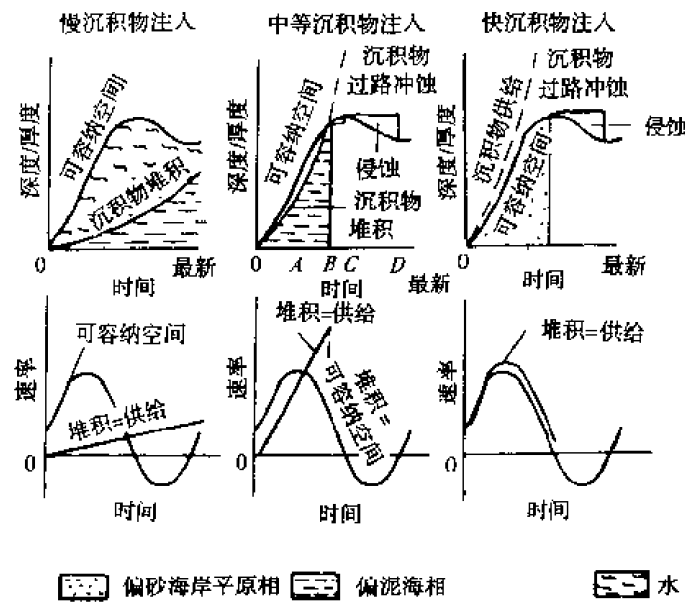 慢沉积物注入
中等沉积物注入
快沉积物注入
深度/厚度
可容纳空间
沉积物堆积
0
最新
时间
深度/厚度
可容纳空间
沉积物
过路冲蚀
侵蚀
沉积物
堆积
0
A
B
C
D
时间
最新
深度/厚度
沉积物供给
可容纳空间
沉积物
过路冲蚀
侵蚀
0
时间
最新
速率
可容纳空间
堆积=供给
0
时间
速率
堆积=供给
堆积=
可容纳空间
0
时间
速率
堆积=供给
0
时间
偏砂海岸平原相
偏泥海相
水